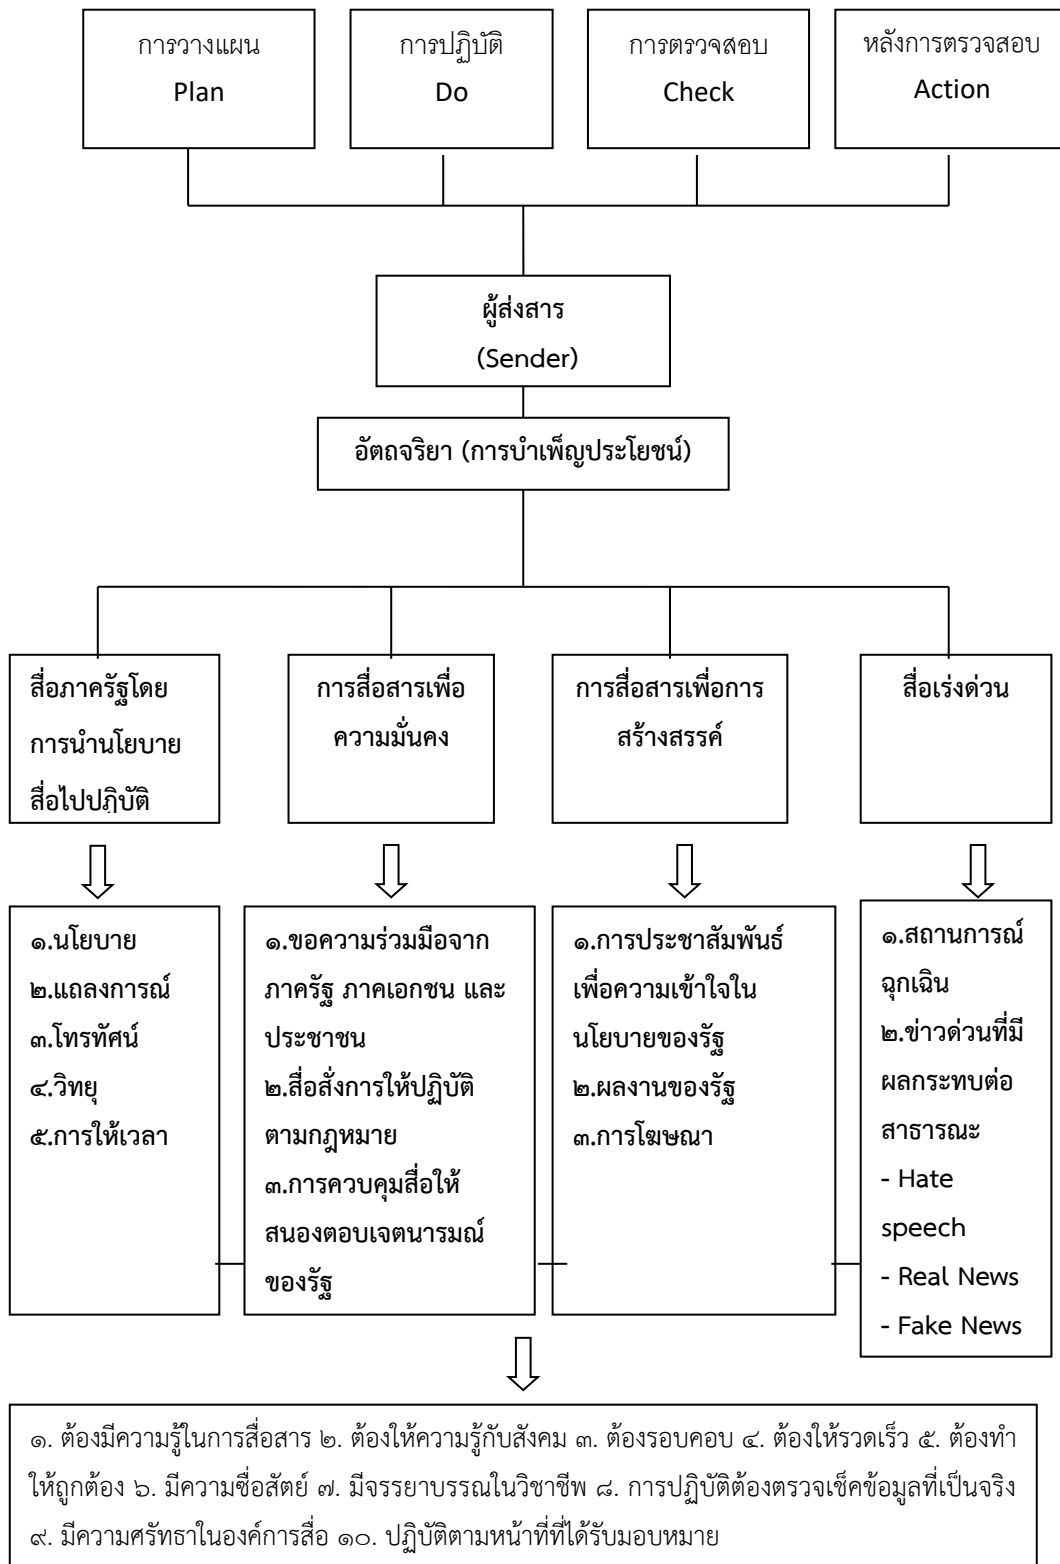 การวางแผน
Plan
การปฏิบัติ
Do
การตรวจสอบ
Check
หลังการตรวจสอบ
Action
ผู้ส่งสาร
(Sender)
อัตถจริยา (การบำเพ็ญประโยชน์)
สื่อภาครัฐโดย
การนำนโยบาย
สื่อไปปฏิบัติ
การสื่อสารเพื่อ
ความมั่นคง
การสื่อสารเพื่อการ
สร้างสรรค์
สื่อเร่งด่วน
๑.นโยบาย
๒.แถลงการณ์
๓.โทรทัศน์
๔.วิทยุ
๕.การให้เวลา
๑.ขอความร่วมมือจาก
ภาครัฐ ภาคเอกชน และ
ประชาชน
๒.สื่อสั่งการให้ปฏิบัติ
ตามกฎหมาย
๓.การควบคุมสื่อให้
สนองตอบเจตนารมณ์
ของรัฐ
๑.การประชาสัมพันธ์
เพื่อความเข้าใจใน
นโยบายของรัฐ
๒.ผลงานของรัฐ
๓.การโฆษณา
๑.สถานการณ์
ฉุกเฉิน
๒.ข่าวด่วนที่มี
ผลกระทบต่อ
สาธารณะ
- Hate
speech
- Real News
- Fake News
๑. ต้องมีความรู้ในการสื่อสาร ๒. ต้องให้ความรู้กับสังคม ๓. ต้องรอบคอบ ๔. ต้องให้รวดเร็ว ๕. ต้องทำ
ให้ถูกต้อง ๖. มีความซื่อสัตย์ ๗. มีจรรยาบรรณในวิชาชีพ ๘. การปฏิบัติต้องตรวจเช็คข้อมูลที่เป็นจริง
๙. มีความศรัทธาในองค์การสื่อ ๑๐. ปฏิบัติตามหน้าที่ที่ได้รับมอบหมาย